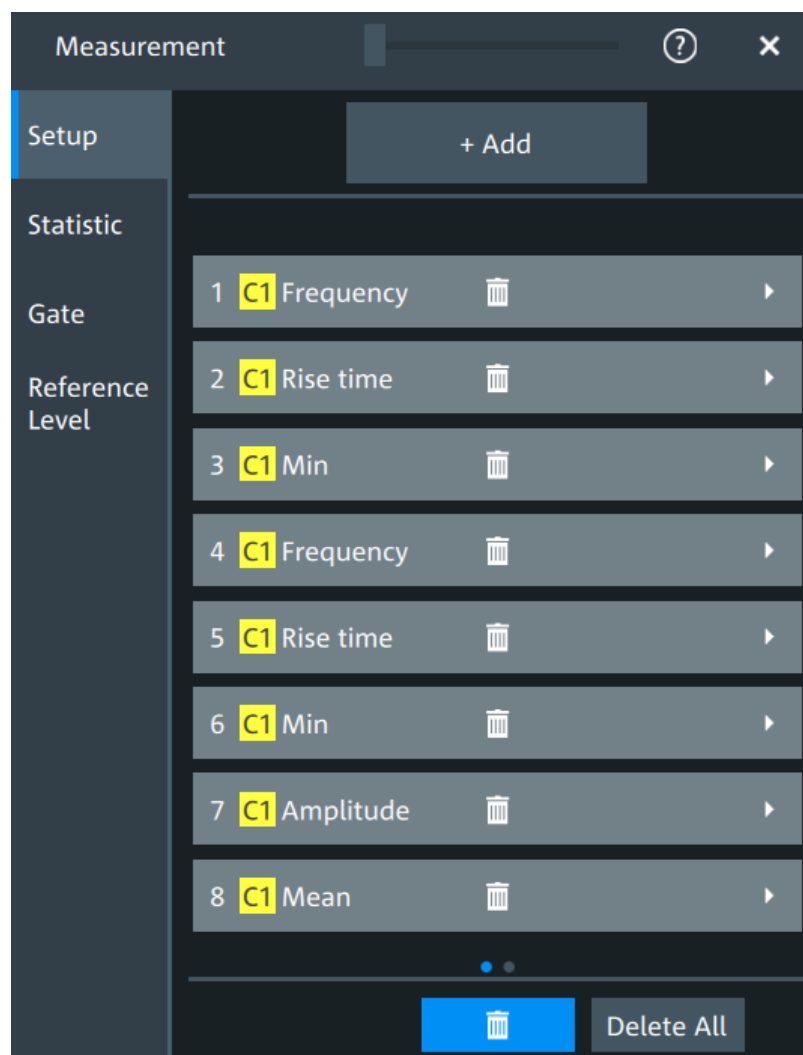 Measurement ? ×
Setup
+ Add
Statistic
Gate
Reference
Level
1 C1 Frequency
2 C1 Rise time
3 C1 Min
4 C1 Frequency
5 C1 Rise time
6 C1 Min
7 C1 Amplitude
8 C1 Mean
Delete All